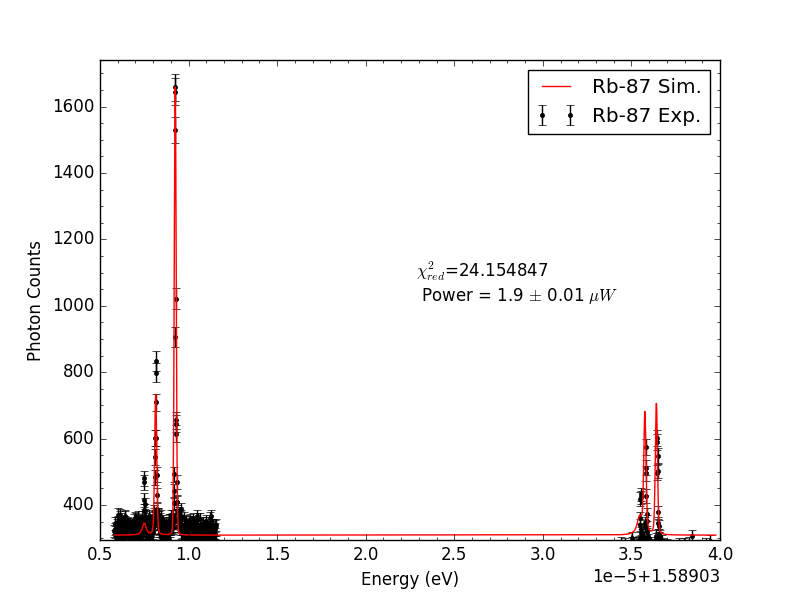 1600
1400
1200
1000
800
600
400
Photon Counts
Rb-87 Sim.
Rb-87 Exp.
χ²_red=24.154847
Power = 1.9 ± 0.01 μW
0.5 1.0 1.5 2.0 2.5 3.0 3.5 4.0
Energy (eV)
1e−5+1.58903